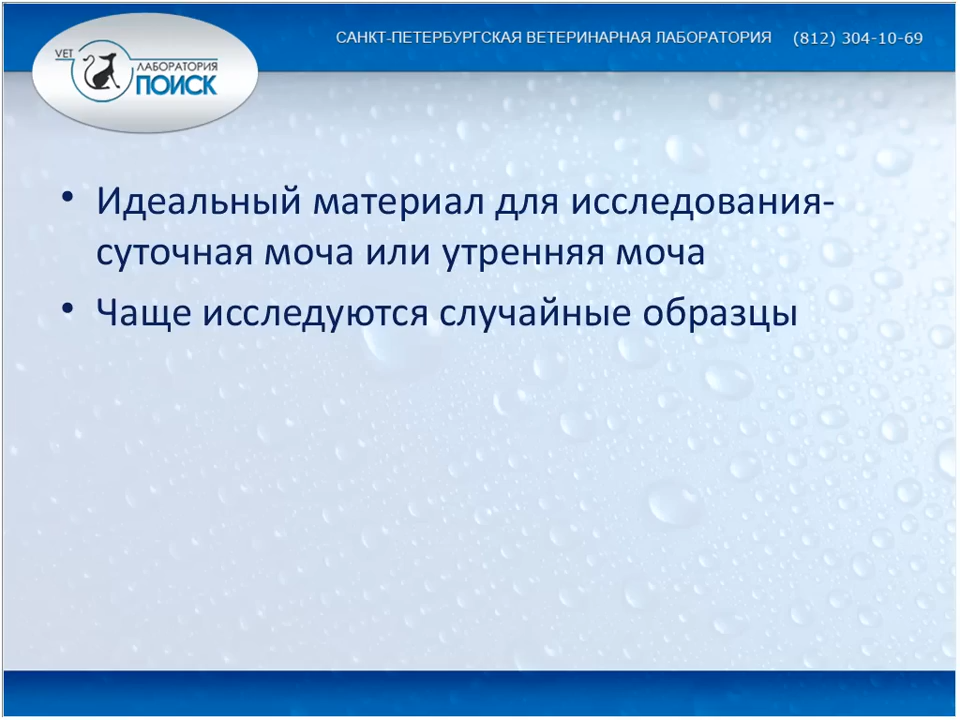 САНКТ-ПЕТЕРБУРГСКАЯ ВЕТЕРИНАРНАЯ ЛАБОРАТОРИЯ (812) 304-10-69
VET
ЛАБОРАТОРИЯ
ПОИСК
• Идеальный материал для исследования-
суточная моча или утренняя моча
• Чаще исследуются случайные образцы